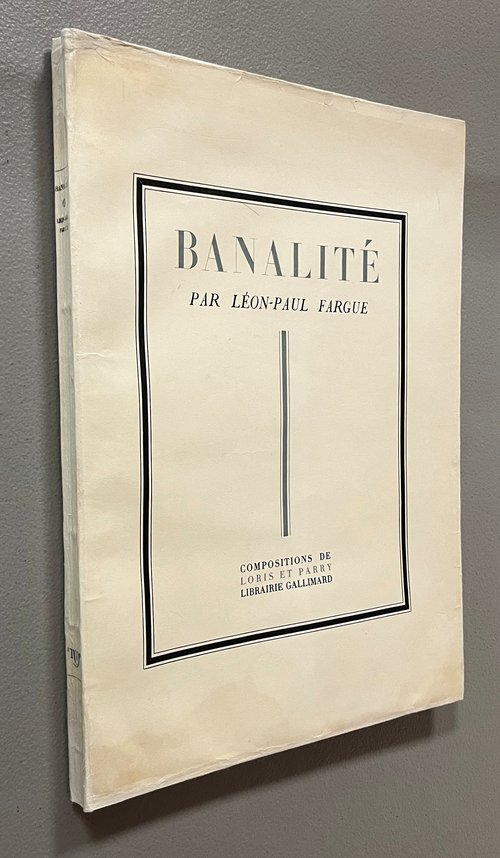 BANALITÉ
PAR LÉON-PAUL FARGUE
COMPOSITIONS DE
LORIS ET PARRY
LIBRAIRIE GALLIMARD